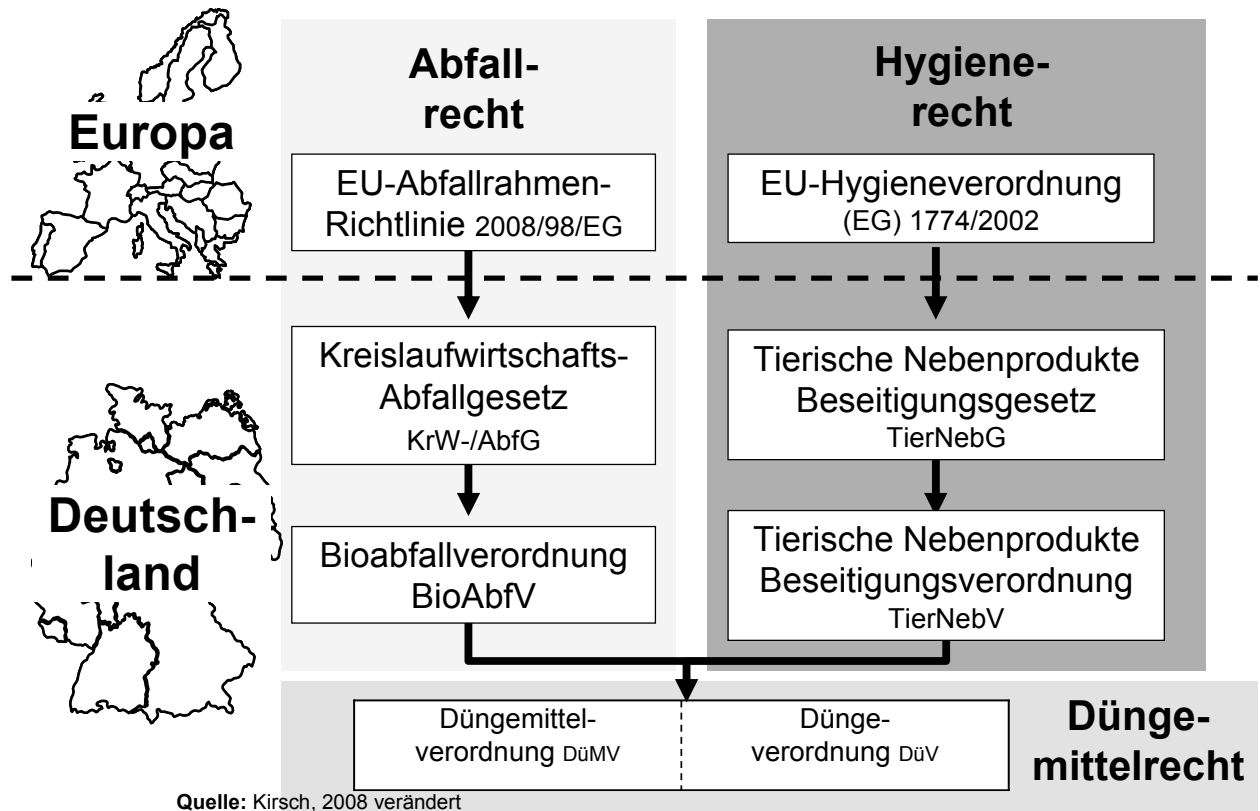 Europa
Abfall-
recht
EU-Abfallrahmen-
Richtlinie 2008/98/EG
Hygiene-
recht
EU-Hygieneverordnung
(EG) 1774/2002
Deutsch-
land
Kreislaufwirtschafts-
Abfallgesetz
KrW-/AbfG
Tierische Nebenprodukte
Beseitigungsgesetz
TierNebG
Bioabfallverordnung
BioAbfV
Tierische Nebenprodukte
Beseitigungsverordnung
TierNebV
Düngemittel-
verordnung DüMV
Dünge-
verordnung DüV
Dünge-
mittelrecht
Quelle: Kirsch, 2008 verändert